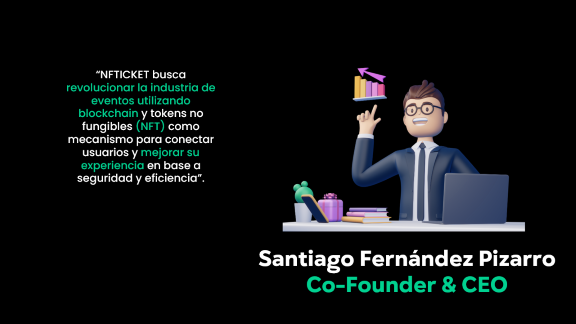 “NFTICKET busca
revolucionar la industria de
eventos utilizando
blockchain y tokens no
fungibles (NFT) como
mecanismo para conectar
usuarios y mejorar su
experiencia en base a
seguridad y eficiencia”.
Santiago Fernández Pizarro
Co-Founder & CEO